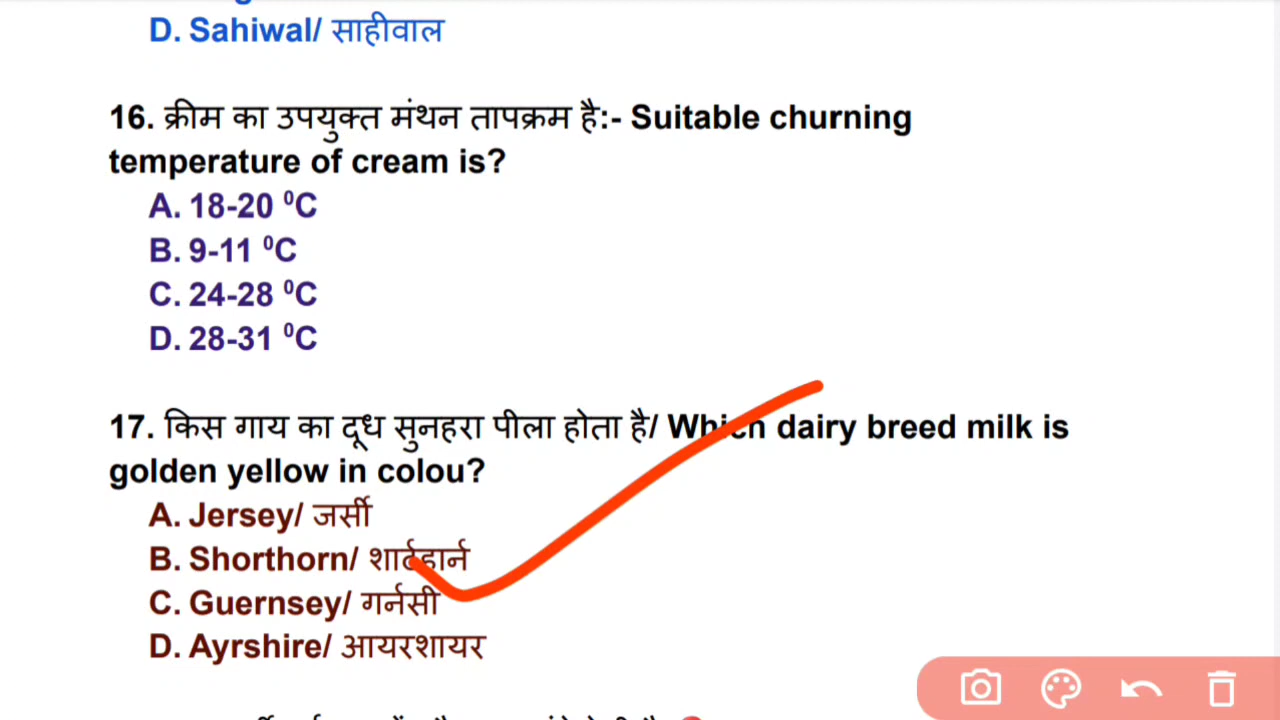 D. Sahiwal/ साहीवाल
16. क्रीम का उपयुक्त मंथन तापक्रम है:- Suitable churning
temperature of cream is?
A. 18-20 ⁰C
B. 9-11 ⁰C
C. 24-28 ⁰C
D. 28-31 ⁰C
17. किस गाय का दूध सुनहरा पीला होता है/ Which dairy breed milk is
golden yellow in colou?
A. Jersey/ जर्सी
B. Shorthorn/ शार्टहार्न
C. Guernsey/ गर्नसी
D. Ayrshire/ आयरशायर